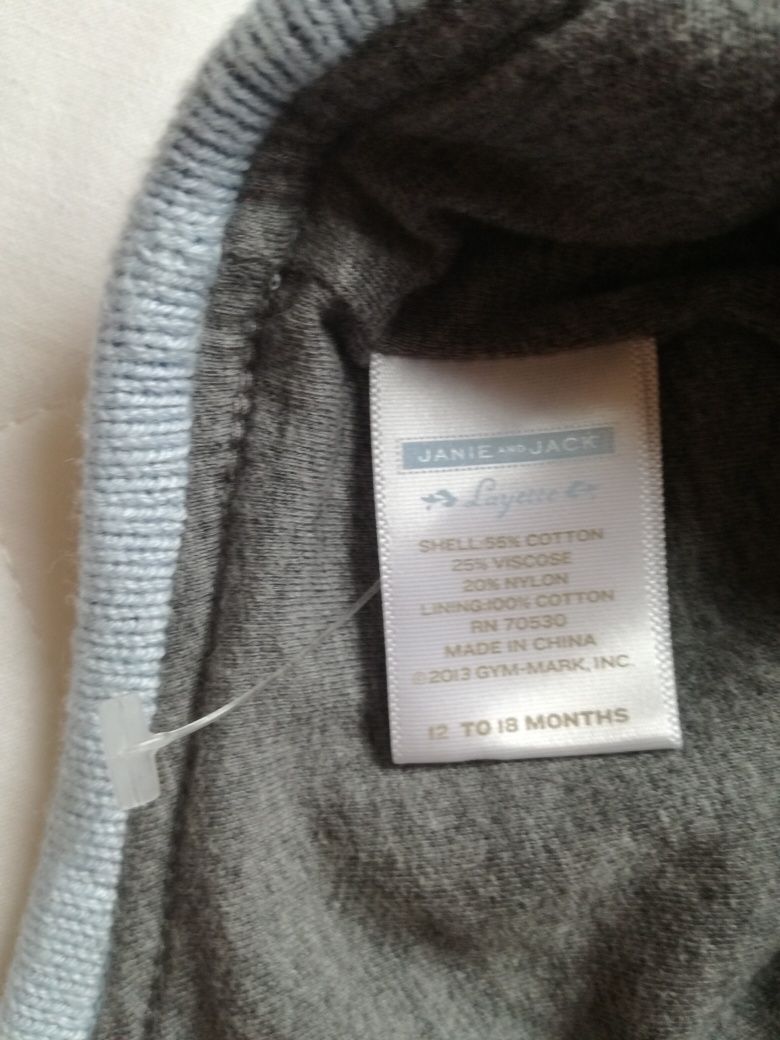 JANIE AND JACK
Layette
SHELL:55% COTTON
25% VISCOSE
20% NYLON
LINING:100% COTTON
RN 70530
MADE IN CHINA
©2013 GYM-MARK, INC.
12 TO 18 MONTHS